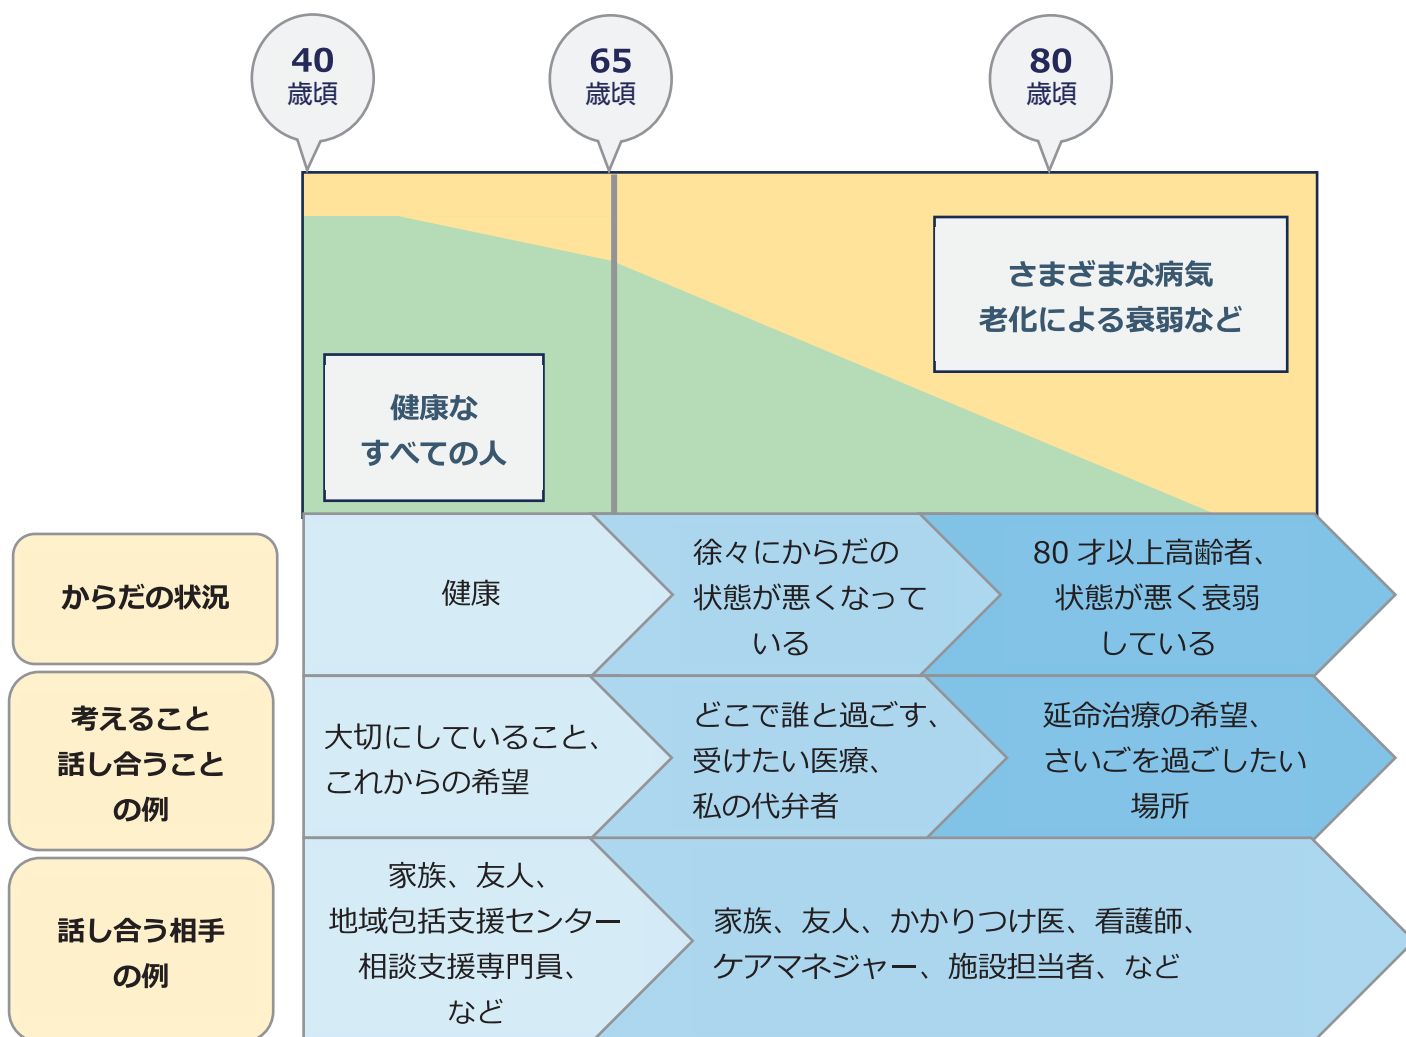 40
歳頃
65
歳頃
80
歳頃
さまざまな病気
老化による衰弱など
健康な
すべての人
からだの状況
健康
徐々にからだの
状態が悪くなって
いる
80 才以上高齢者、
状態が悪く衰弱
している
考えること
話し合うこと
の例
大切にしていること、
これからの希望
どこで誰と過ごす、
受けたい医療、
私の代弁者
延命治療の希望、
さいごを過ごしたい
場所
話し合う相手
の例
家族、友人、
地域包括支援センター
相談支援専門員、
など
家族、友人、かかりつけ医、看護師、
ケアマネジャー、施設担当者、など